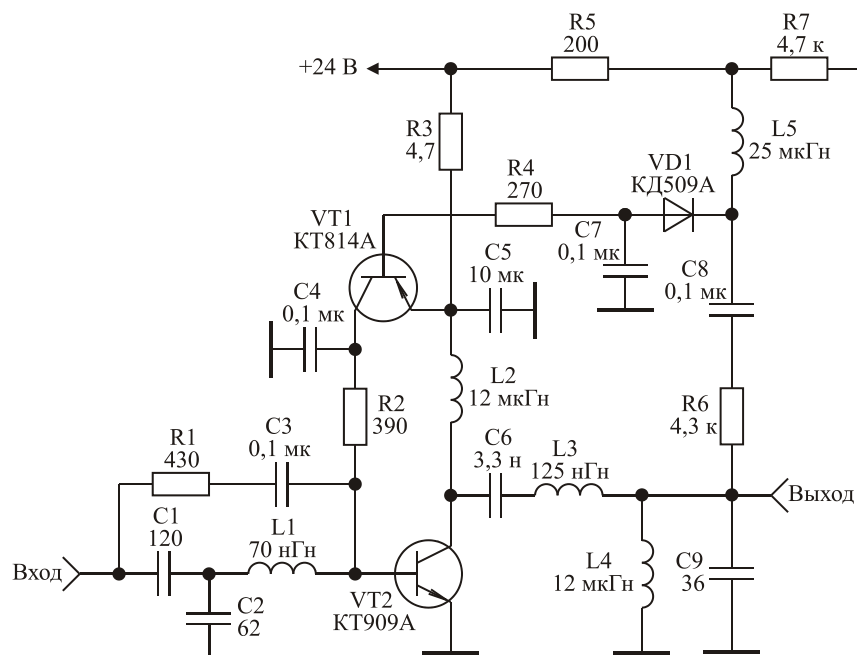 R5
200
R7
4,7 к
+24 В
R3
4,7
L5
25 мкГн
R4
270
VD1
КД509А
VT1
КТ814А
C7
0,1 мк
C5
10 мк
C8
0,1 мк
C4
0,1 мк
L2
12 мкГн
R2
390
R6
4,3 к
C3
0,1 мк
R1
430
C6
3,3 н
L3
125 нГн
Выход
C1
120
L1
70 нГн
Вход
L4
12 мкГн
C9
36
C2
62
VT2
КТ909А